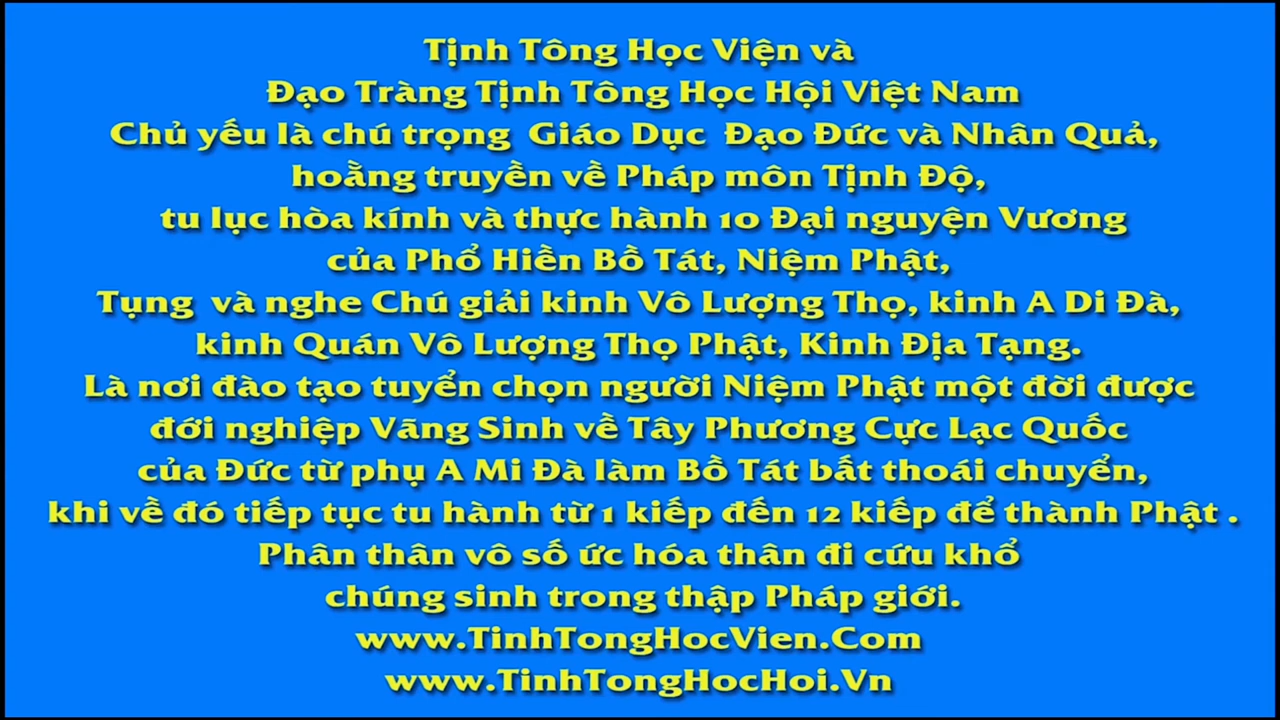 Tịnh Tông Học Viện và
Đạo Tràng Tịnh Tông Học Hội Việt Nam
Chủ yếu là chú trọng Giáo Dục Đạo Đức và Nhân Quả,
hoằng truyền về Pháp môn Tịnh Độ,
tu lục hòa kính và thực hành 10 Đại nguyện Vương
của Phổ Hiền Bồ Tát, Niệm Phật,
Tụng và nghe Chú giải kinh Vô Lượng Thọ, kinh A Di Đà,
kinh Quán Vô Lượng Thọ Phật, Kinh Địa Tạng.
Là nơi đào tạo tuyển chọn người Niệm Phật một đời được
đới nghiệp Vãng Sinh về Tây Phương Cực Lạc Quốc
của Đức từ phụ A Mi Đà làm Bồ Tát bất thoái chuyển,
khi về đó tiếp tục tu hành từ 1 kiếp đến 12 kiếp để thành Phật .
Phân thân vô số ức hóa thân đi cứu khổ
chúng sinh trong thập Pháp giới.
www.TinhTongHocVien.Com
www.TinhTongHocHoi.Vn